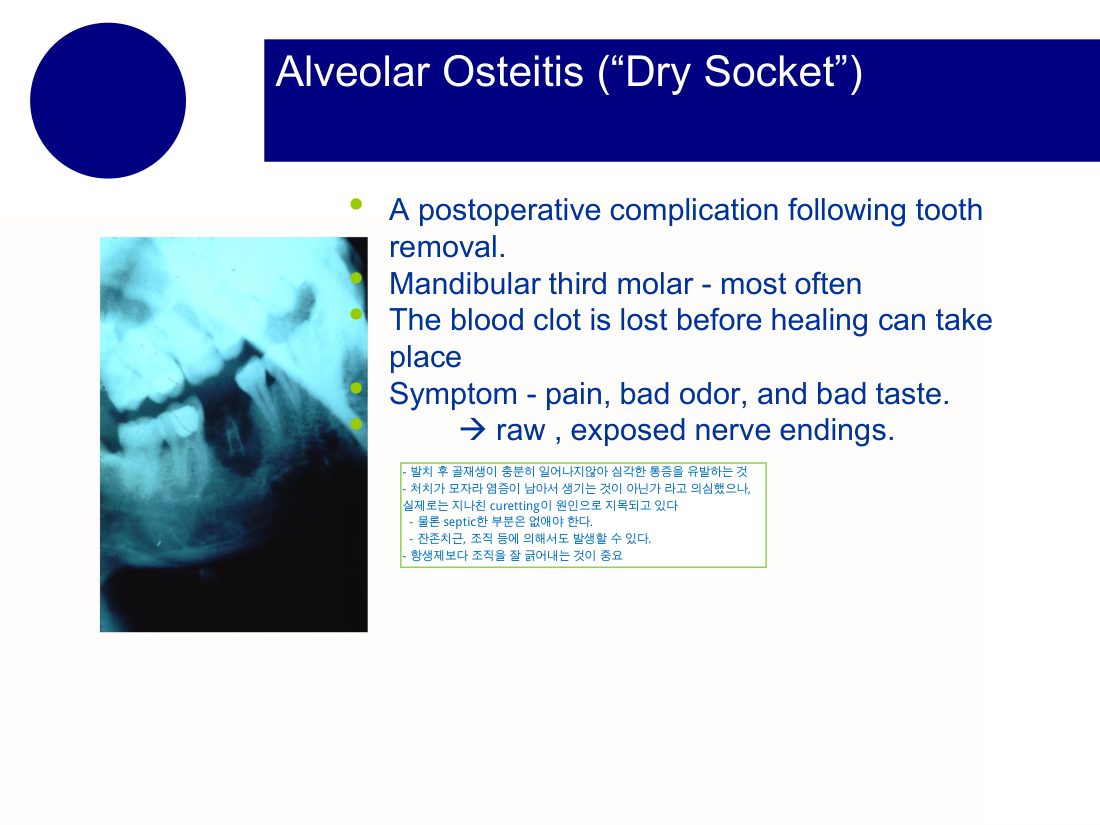 Alveolar Osteitis (“Dry Socket”)
• A postoperative complication following tooth
removal.
• Mandibular third molar - most often
• The blood clot is lost before healing can take
place
• Symptom - pain, bad odor, and bad taste.
• → raw , exposed nerve endings.
- 발치 후 골재생이 충분히 일어나지않아 심각한 통증을 유발하는 것
- 처치가 모자라 염증이 남아서 생기는 것이 아닌가 라고 의심했으나,
실제로는 지나친 curetting이 원인으로 지목되고 있다
- 물론 septic한 부분은 없애야 한다.
- 잔존치근, 조직 등에 의해서도 발생할 수 있다.
- 항생제보다 조직을 잘 긁어내는 것이 중요